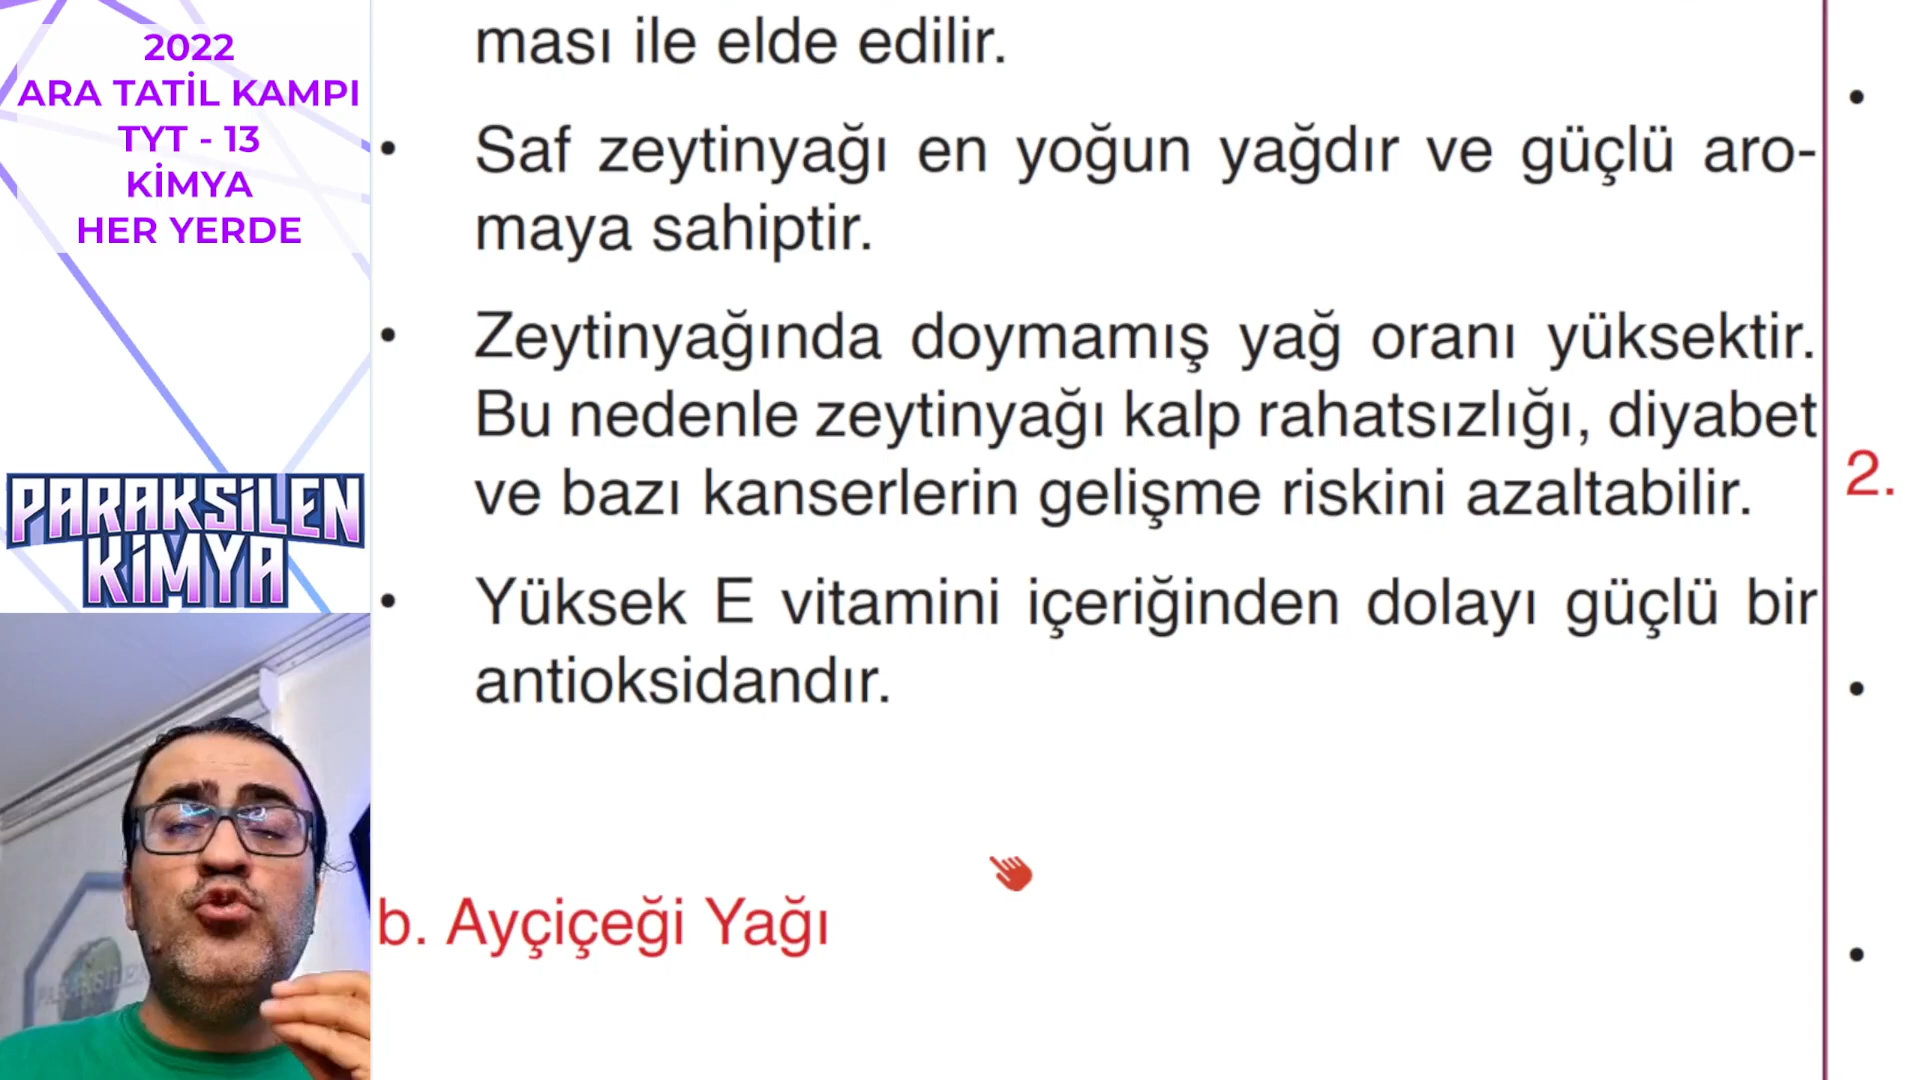 2022
ARA TATİL KAMPI
TYT - 13
KİMYA
HER YERDE
PARAKSİLEN
KİMYA
ması ile elde edilir.
• Saf zeytinyağı en yoğun yağdır ve güçlü aro-
maya sahiptir.
• Zeytinyağında doymamış yağ oranı yüksektir.
Bu nedenle zeytinyağı kalp rahatsızlığı, diyabet
ve bazı kanserlerin gelişme riskini azaltabilir.
• Yüksek E vitamini içeriğinden dolayı güçlü bir
antioksidandır.
b. Ayçiçeği Yağı
•
2.
•
•